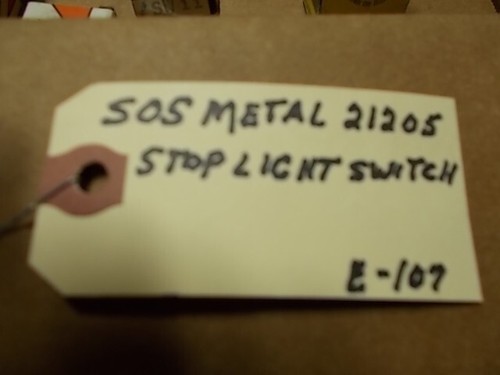 SOS METAL 21205
STOP LIGHT SWITCH
E-107